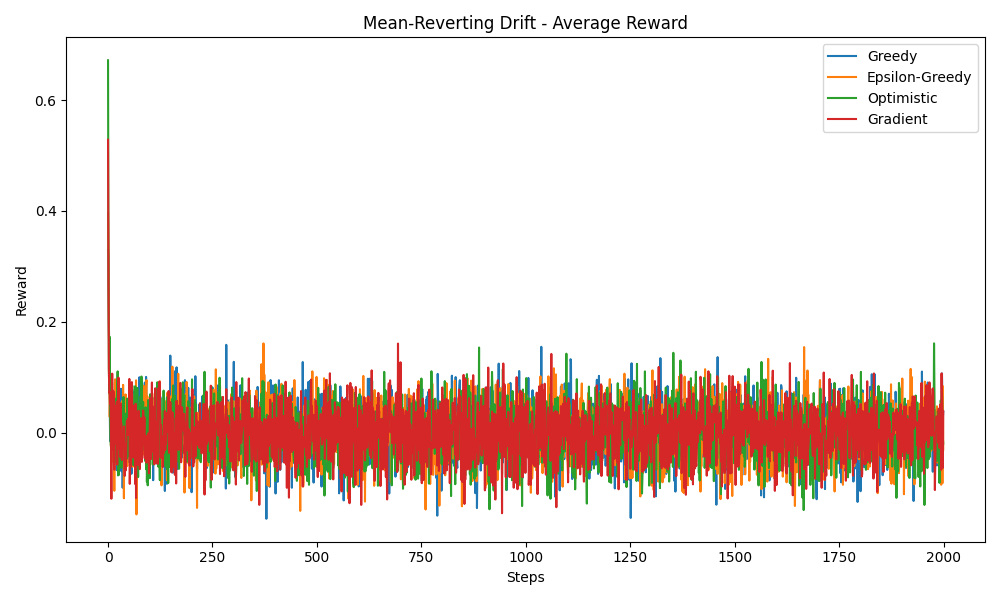 Mean-Reverting Drift - Average Reward
Greedy
Epsilon-Greedy
Optimistic
Gradient
Reward
0.6
0.4
0.2
0.0
0
250
500
750
1000
1250
1500
1750
2000
Steps